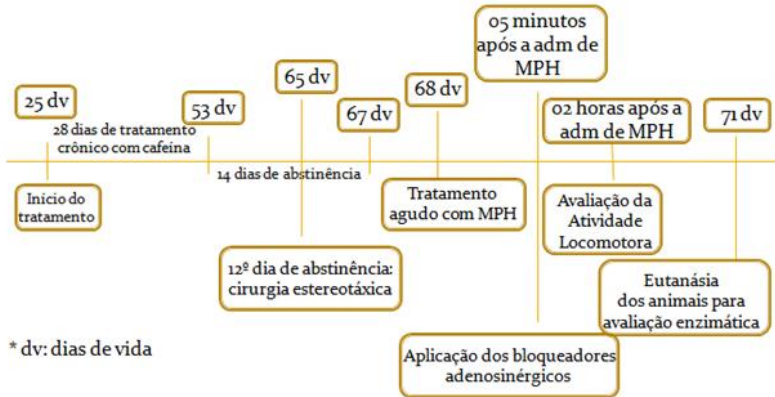 05 minutos
após a adm de
MPH
65 dv
68 dv
25 dv
53 dv
67 dv
02 horas após a
adm de MPH
71 dv
28 dias de tratamento
crônico com cafeína
14 dias de abstinência
Início do
tratamento
Tratamento
agudo com MPH
Avaliação da
Atividade
Locomotora
12º dia de abstinência:
cirurgia estereotáxica
Eutanásia
dos animais para
avaliação enzimática
* dv: dias de vida
Aplicação dos bloqueadores
adenosinérgicos